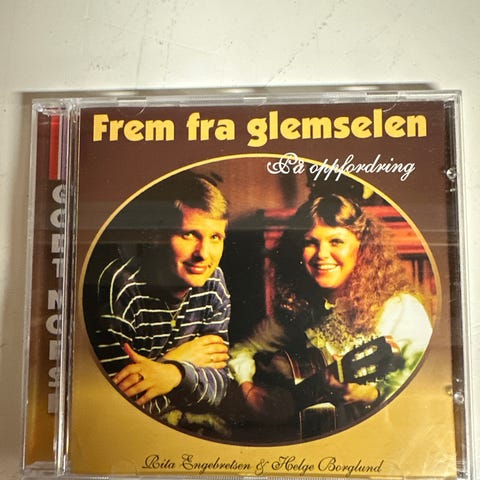 Frem fra glemselen
På oppfordring
Rita Engebretsen & Helge Borglund